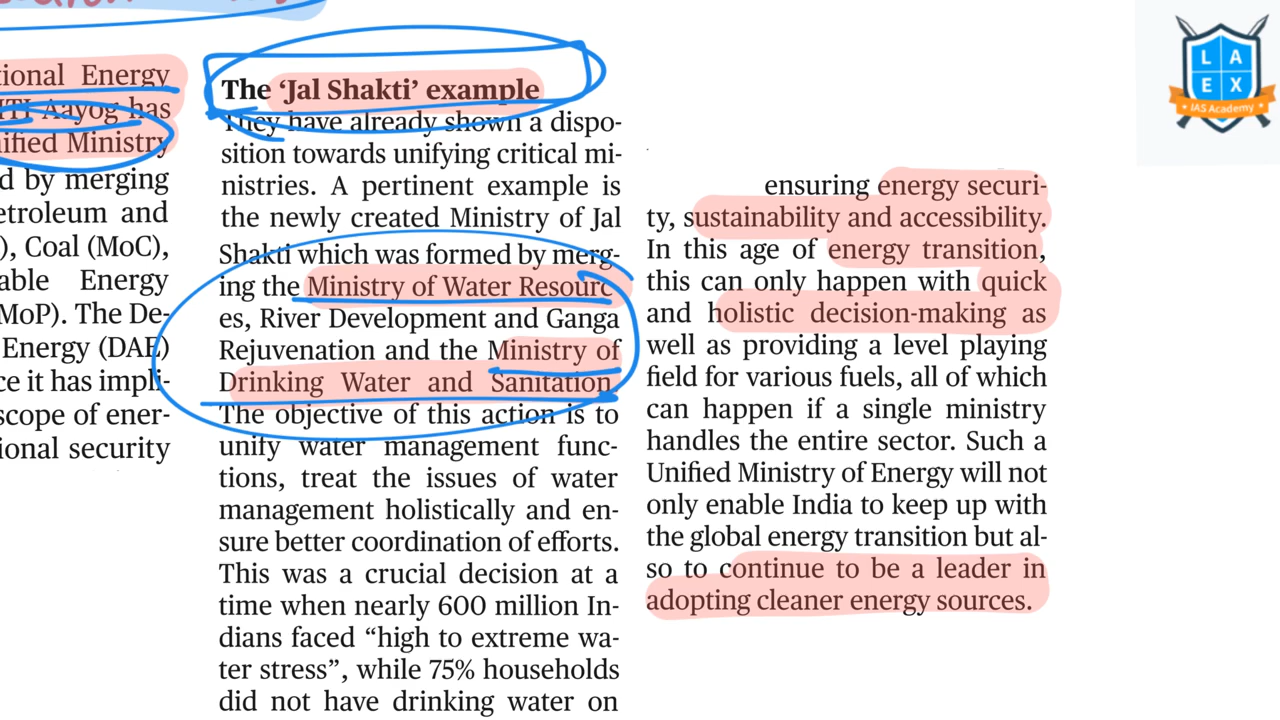 tional Energy
Aayog has
ified Ministry
d by merging
etroleum and
), Coal (MoC),
able Energy
MoP). The De-
Energy (DAE)
ce it has impli-
scope of ener-
ional security
The ‘Jal Shakti’ example
They have already shown a dispo-
sition towards unifying critical mi-
nistries. A pertinent example is
the newly created Ministry of Jal
Shakti which was formed by merg-
ing the Ministry of Water Resourc
es, River Development and Ganga
Rejuvenation and the Ministry of
Drinking Water and Sanitation.
The objective of this action is to
unify water management func-
tions, treat the issues of water
management holistically and en-
sure better coordination of efforts.
This was a crucial decision at a
time when nearly 600 million In-
dians faced “high to extreme wa-
ter stress”, while 75% households
did not have drinking water on
ensuring energy securi-
ty, sustainability and accessibility.
In this age of energy transition,
this can only happen with quick
and holistic decision-making as
well as providing a level playing
field for various fuels, all of which
can happen if a single ministry
handles the entire sector. Such a
Unified Ministry of Energy will not
only enable India to keep up with
the global energy transition but al-
so to continue to be a leader in
adopting cleaner energy sources.
L A
E X
IAS Academy